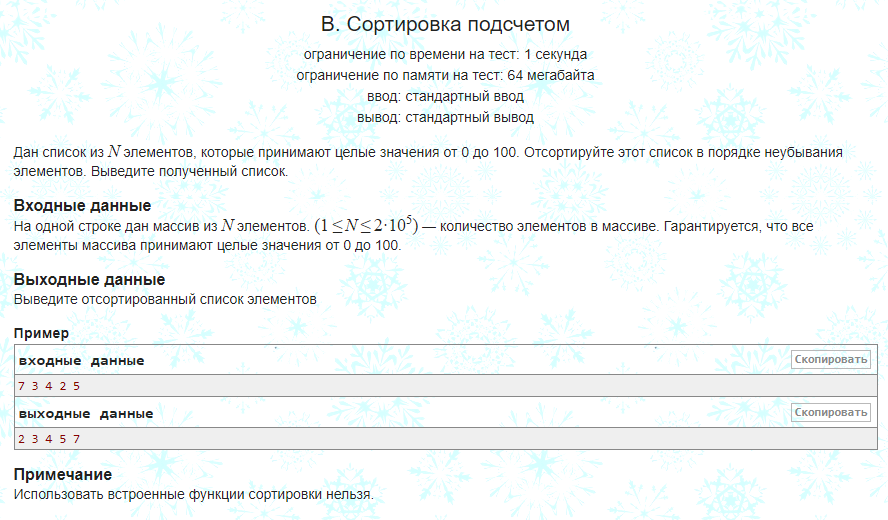 В. Сортировка подсчетом
ограничение по времени на тест: 1 секунда
ограничение по памяти на тест: 64 мегабайта
ввод: стандартный ввод
вывод: стандартный вывод
Дан список из N элементов, которые принимают целые значения от 0 до 100. Отсортируйте этот список в порядке неубывания
элементов. Выведите полученный список.
Входные данные
На одной строке дан массив из N элементов. (1≤N≤2·10⁵) — количество элементов в массиве. Гарантируется, что все
элементы массива принимают целые значения от 0 до 100.
Выходные данные
Выведите отсортированный список элементов
Пример
входные данные
Скопировать
7 3 4 2 5
выходные данные
Скопировать
2 3 4 5 7
Примечание
Использовать встроенные функции сортировки нельзя.